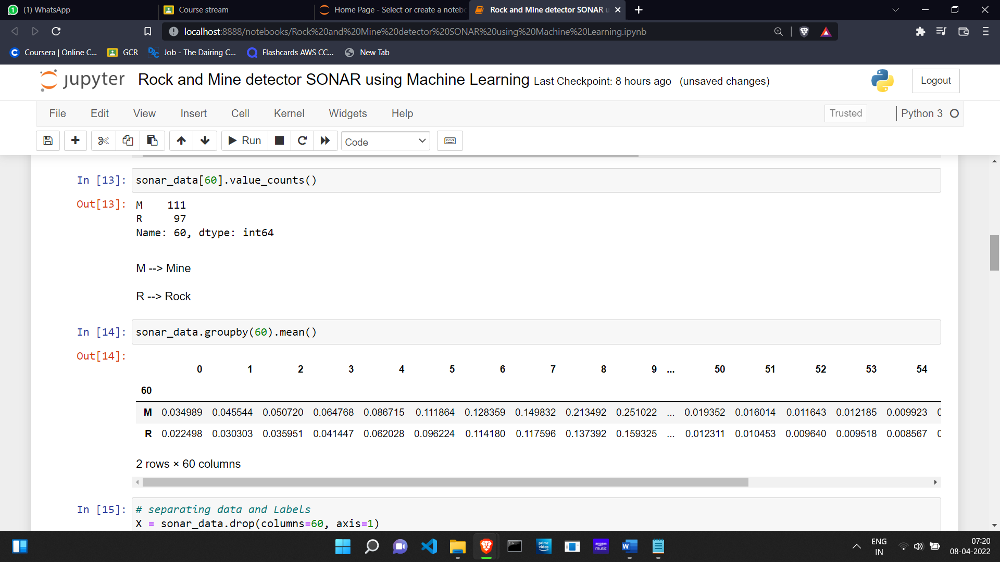 (1) WhatsApp
Course stream
Home Page - Select or create a notebo
Rock and Mine detector SONAR u
localhost:8888/notebooks/Rock%20and%20Mine%20detector%20SONAR%20using%20Machine%20Learning.ipynb
Coursera | Online C... GCR Job - The Dairing C... Flashcards AWS CC... New Tab
jupyter Rock and Mine detector SONAR using Machine Learning Last Checkpoint: 8 hours ago (unsaved changes) Logout
File Edit View Insert Cell Kernel Widgets Help Trusted Python 3
Run Code
In [13]: sonar_data[60].value_counts()
Out[13]: M 111
R 97
Name: 60, dtype: int64
M --> Mine
R --> Rock
In [14]: sonar_data.groupby(60).mean()
Out[14]:
0 1 2 3 4 5 6 7 8 9 ... 50 51 52 53 54
60
M 0.034989 0.045544 0.050720 0.064768 0.086715 0.111864 0.128359 0.149832 0.213492 0.251022 ... 0.019352 0.016014 0.011643 0.012185 0.009923 0
R 0.022498 0.030303 0.035951 0.041447 0.062028 0.096224 0.114180 0.117596 0.137392 0.159325 ... 0.012311 0.010453 0.009640 0.009518 0.008567 0
2 rows × 60 columns
In [15]: # separating data and Labels
X = sonar_data.drop(columns=60, axis=1)
prime video
amazon music
ENG
IN
07:20
08-04-2022